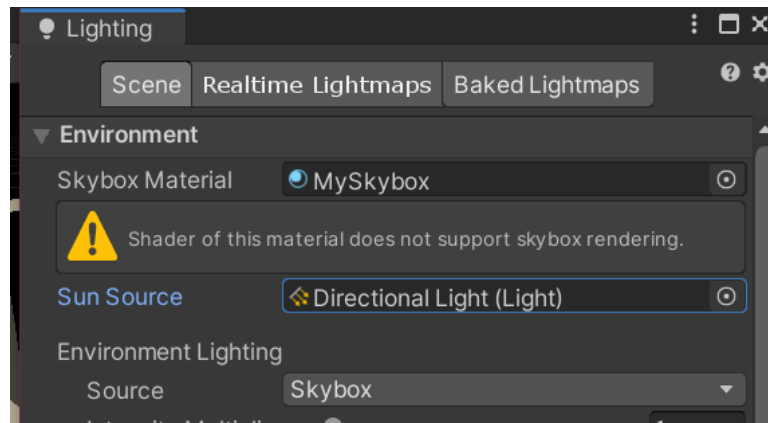 Lighting
Scene Realtime Lightmaps Baked Lightmaps
Environment
Skybox Material MySkybox
Shader of this material does not support skybox rendering.
Sun Source Directional Light (Light)
Environment Lighting
Source Skybox